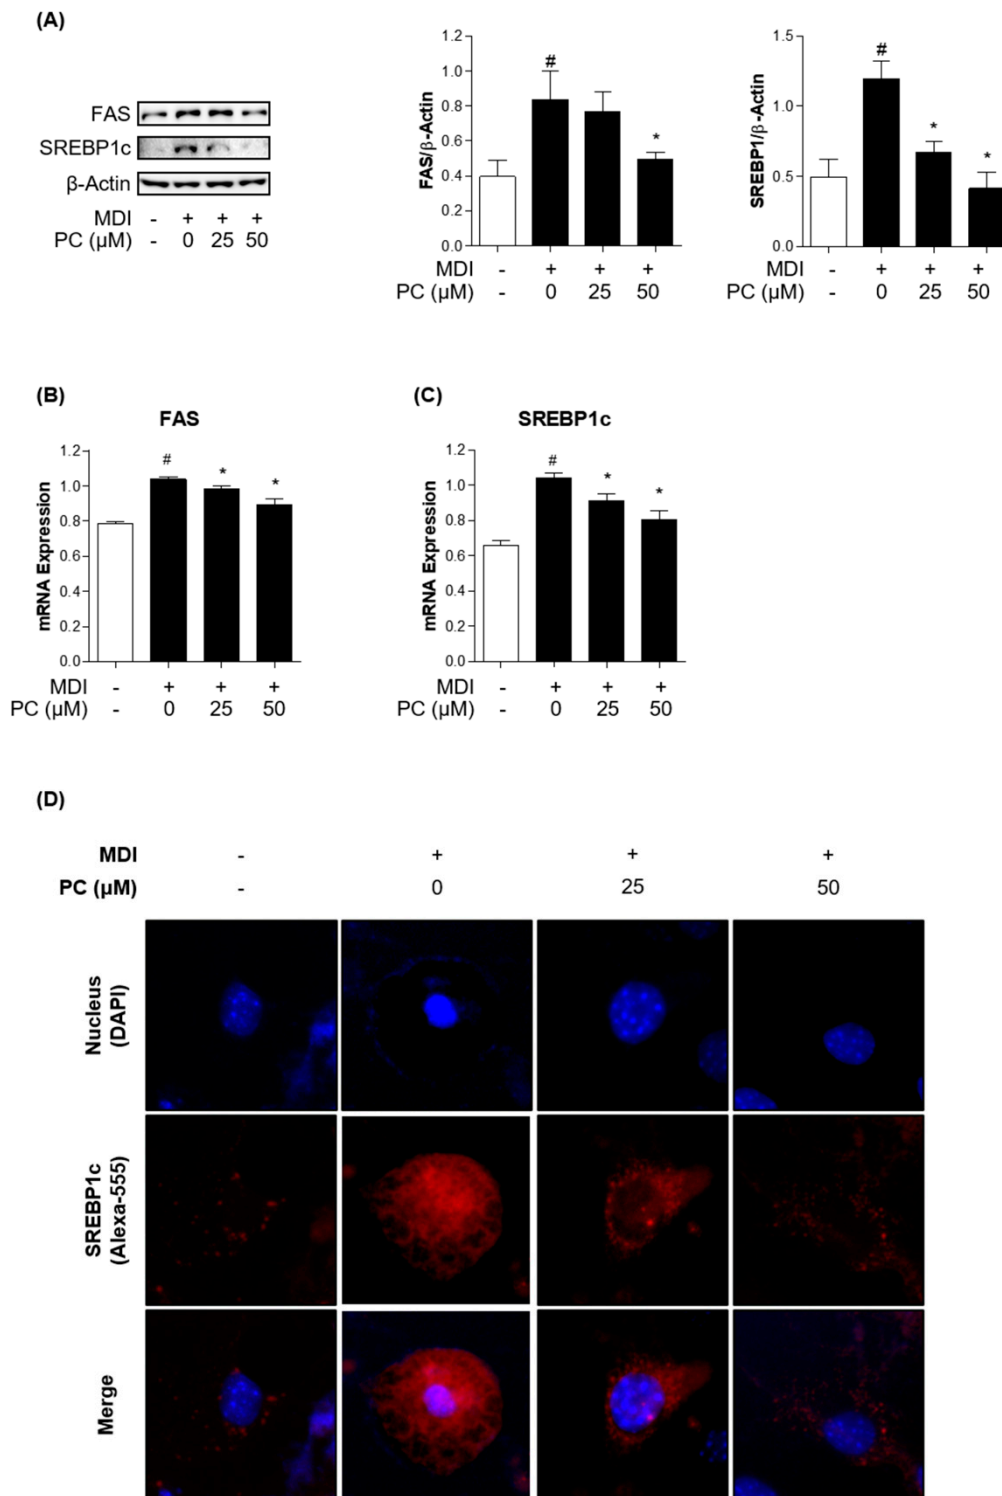 (A)
FAS
SREBP1c
β-Actin
MDI - + + +
PC (µM) - 0 25 50
FAS/β-Actin
1.2
1.0
0.8
0.6
0.4
0.2
0.0
#
*
MDI - + + +
PC (µM) - 0 25 50
SREBP1/β-Actin
1.5
1.0
0.5
0.0
#
*
*
MDI - + + +
PC (µM) - 0 25 50
(B)
FAS
mRNA Expression
1.2
1.0
0.8
0.6
0.4
0.2
0.0
#
*
*
MDI - + + +
PC (µM) - 0 25 50
(C)
SREBP1c
mRNA Expression
1.2
1.0
0.8
0.6
0.4
0.2
0.0
#
*
*
MDI - + + +
PC (µM) - 0 25 50
(D)
MDI - + + +
PC (µM) - 0 25 50
Nucleus
(DAPI)
SREBP1c
(Alexa-555)
Merge